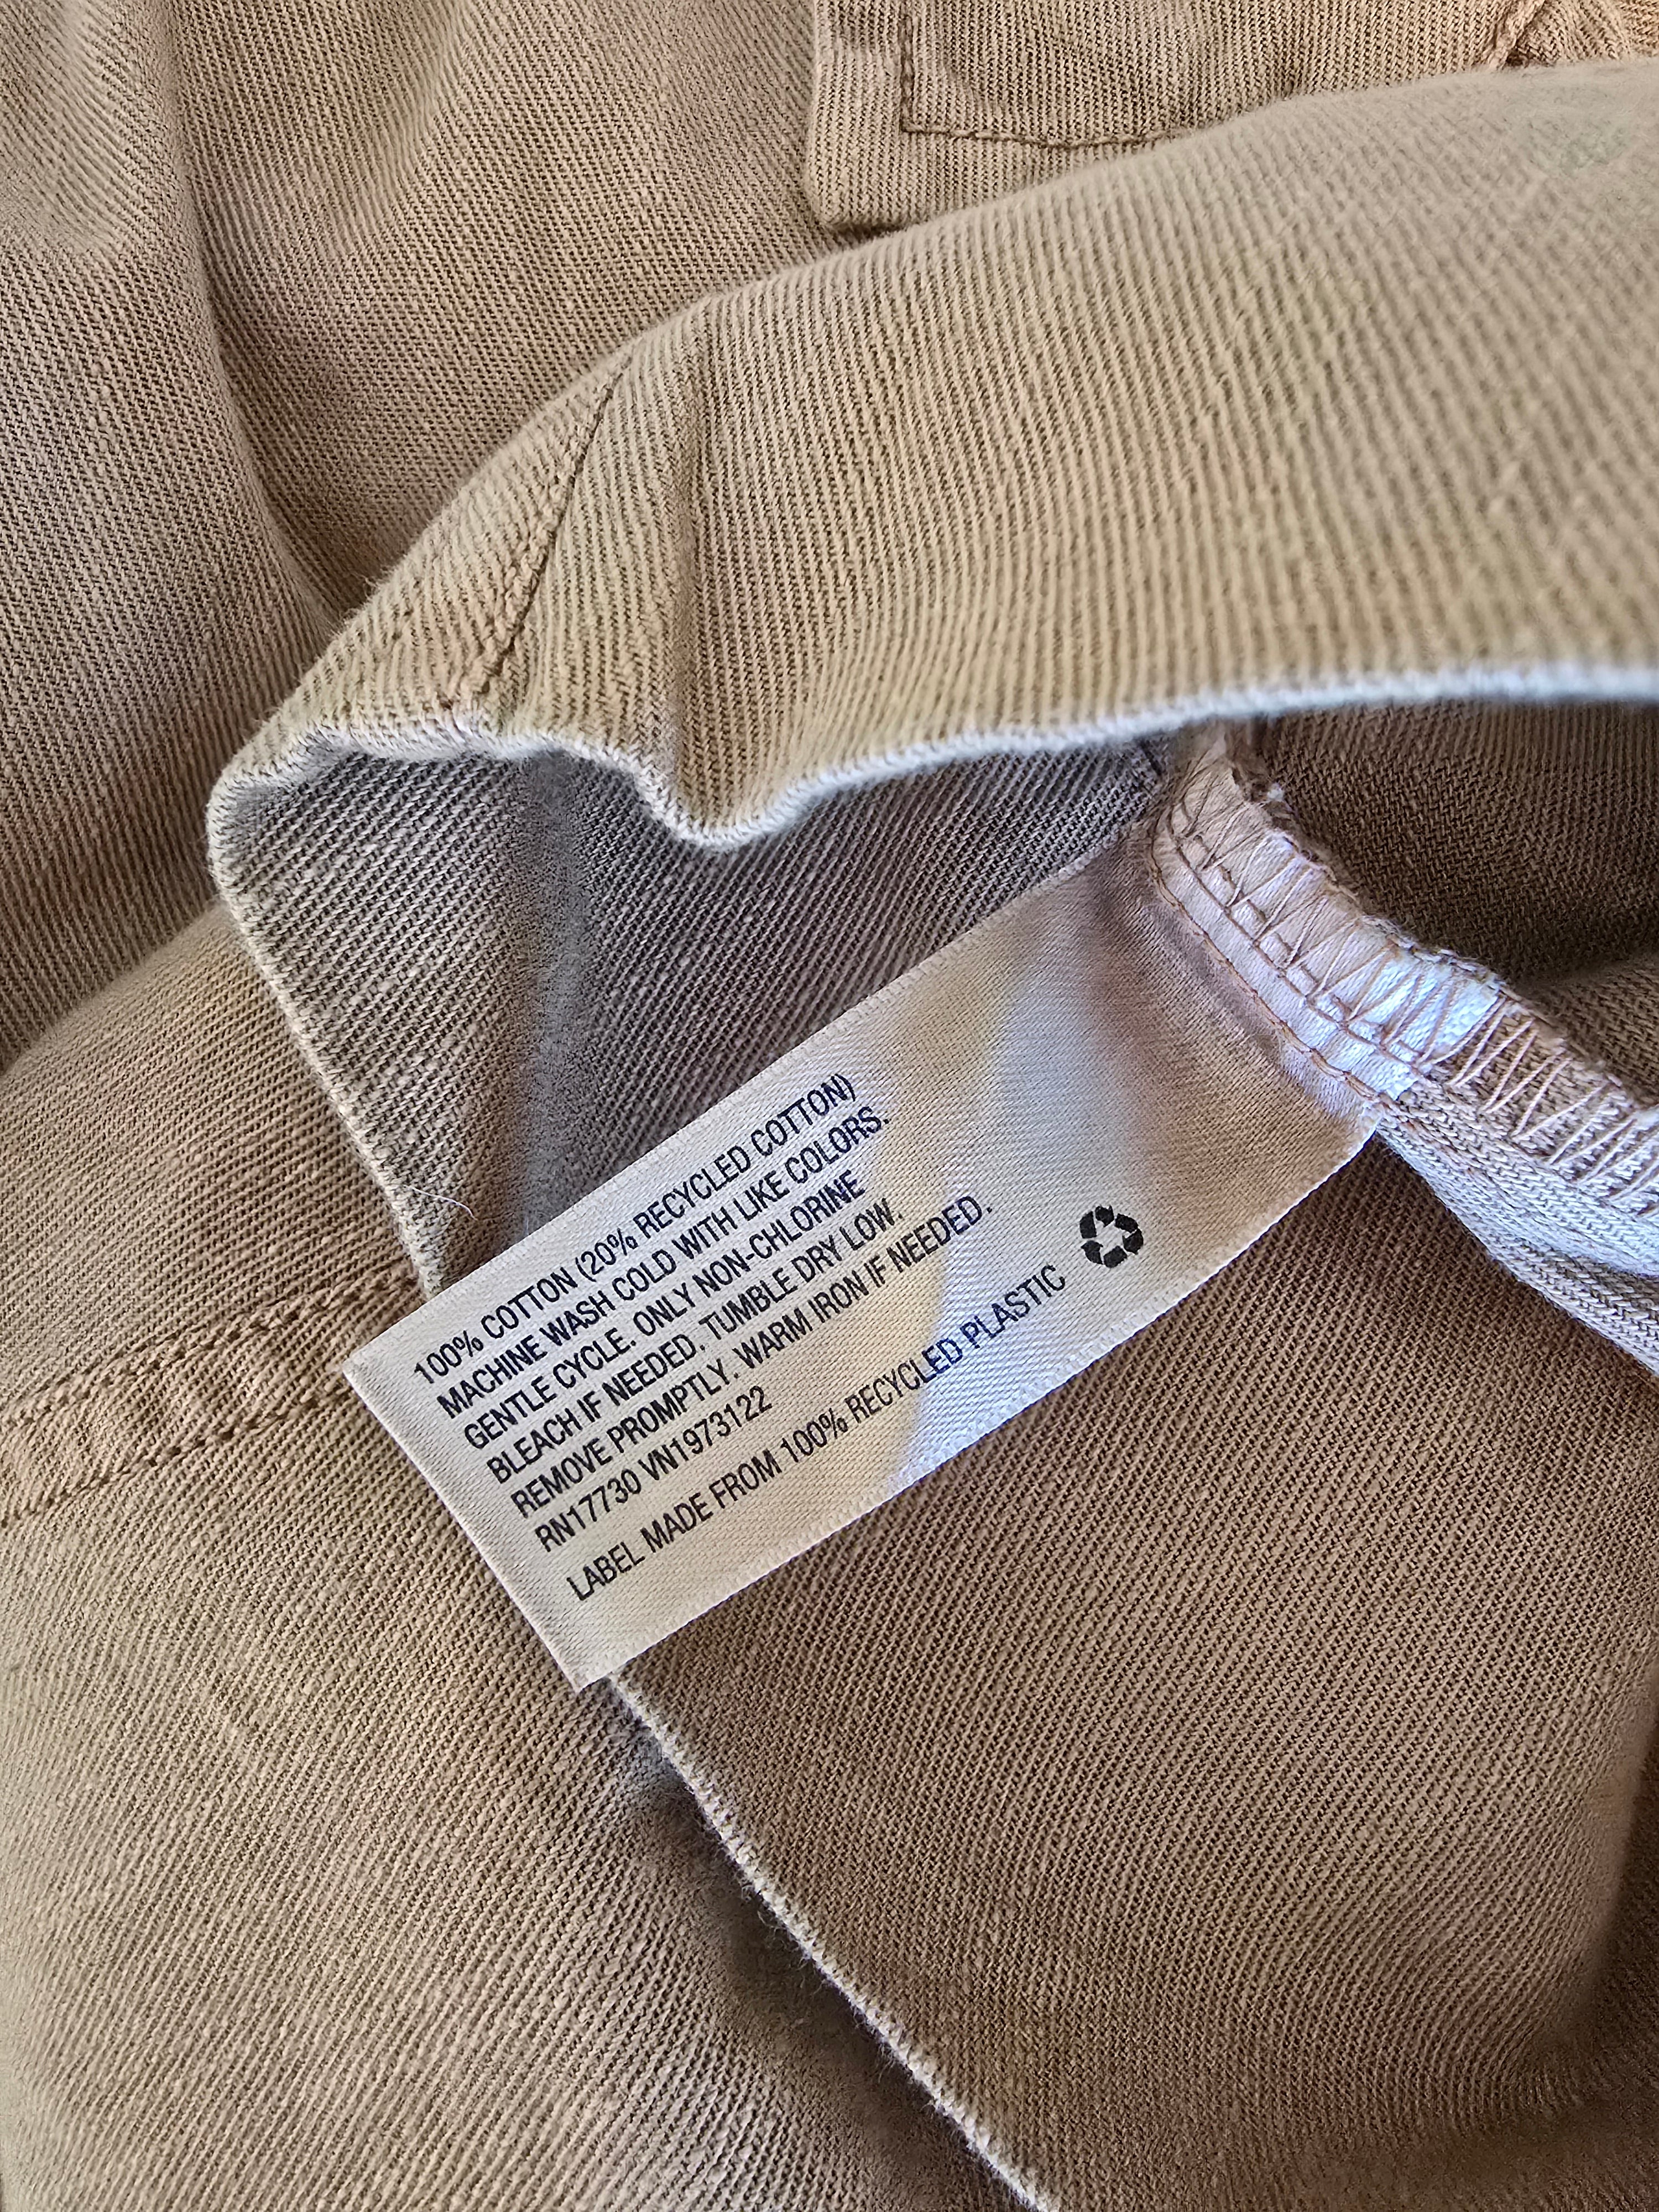 100% COTTON (20% RECYCLED COTTON)
MACHINE WASH COLD WITH LIKE COLORS.
GENTLE CYCLE. ONLY NON-CHLORINE
BLEACH IF NEEDED. TUMBLE DRY LOW.
REMOVE PROMPTLY. WARM IRON IF NEEDED.
RN17730 VN1973122
LABEL MADE FROM 100% RECYCLED PLASTIC